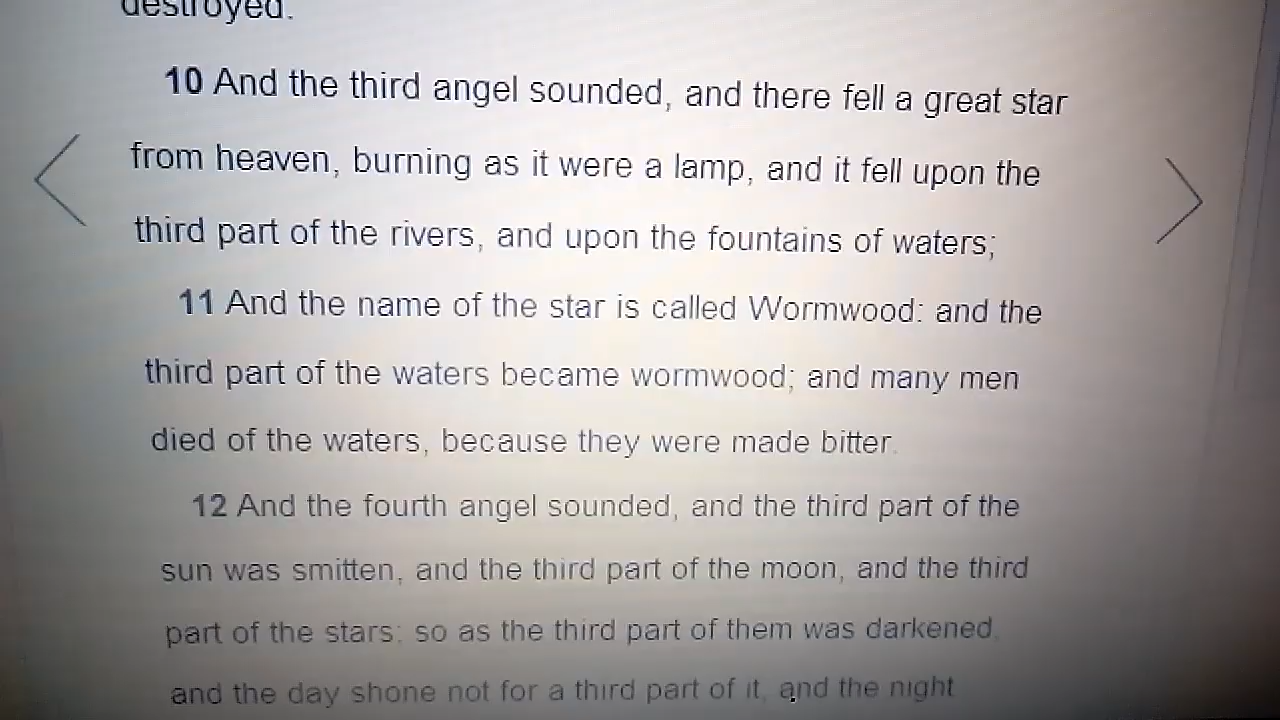 destroyed.
10 And the third angel sounded, and there fell a great star
from heaven, burning as it were a lamp, and it fell upon the
third part of the rivers, and upon the fountains of waters;
11 And the name of the star is called Wormwood: and the
third part of the waters became wormwood; and many men
died of the waters, because they were made bitter.
12 And the fourth angel sounded, and the third part of the
sun was smitten, and the third part of the moon, and the third
part of the stars: so as the third part of them was darkened,
and the day shone not for a third part of it, and the night